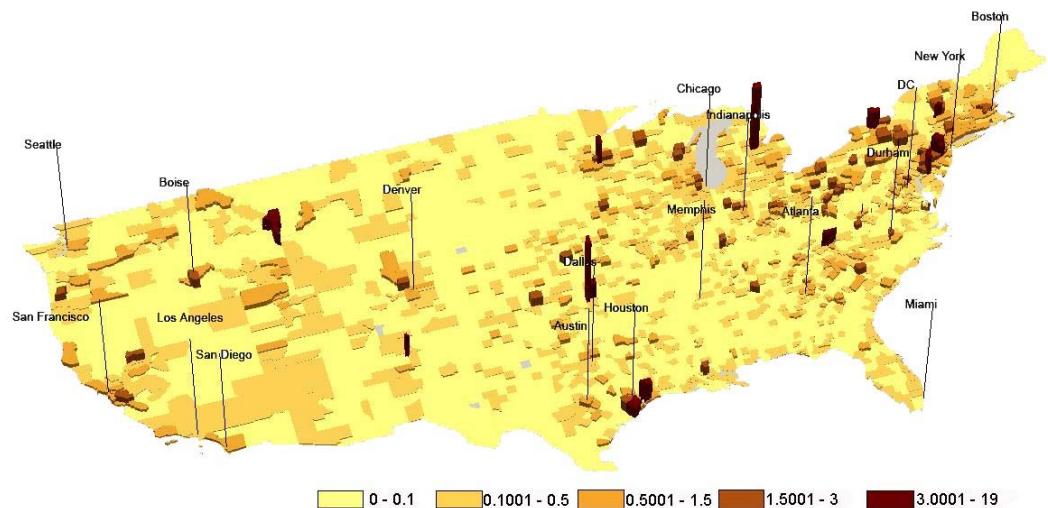 Boston
New York
DC
Chicago
Indianapolis
Seattle
Durham
Boise
Denver
Memphis
Atlanta
Dallas
San Francisco
Los Angeles
Houston
Miami
Austin
San Diego
0 - 0.1
0.1001 - 0.5
0.5001 - 1.5
1.5001 - 3
3.0001 - 19